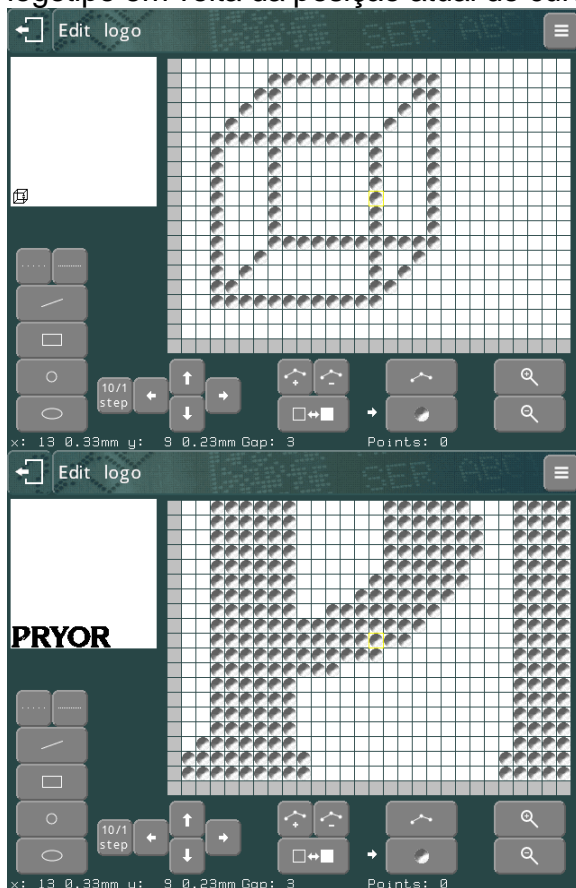 logotipo em volta da posição atual do cur
Edit logo
10/1
step
x: 13 0.33mm y: 9 0.23mm Gap: 3 Points: 0
Edit logo
PRYOR
10/1
step
x: 13 0.33mm y: 9 0.23mm Gap: 3 Points: 0